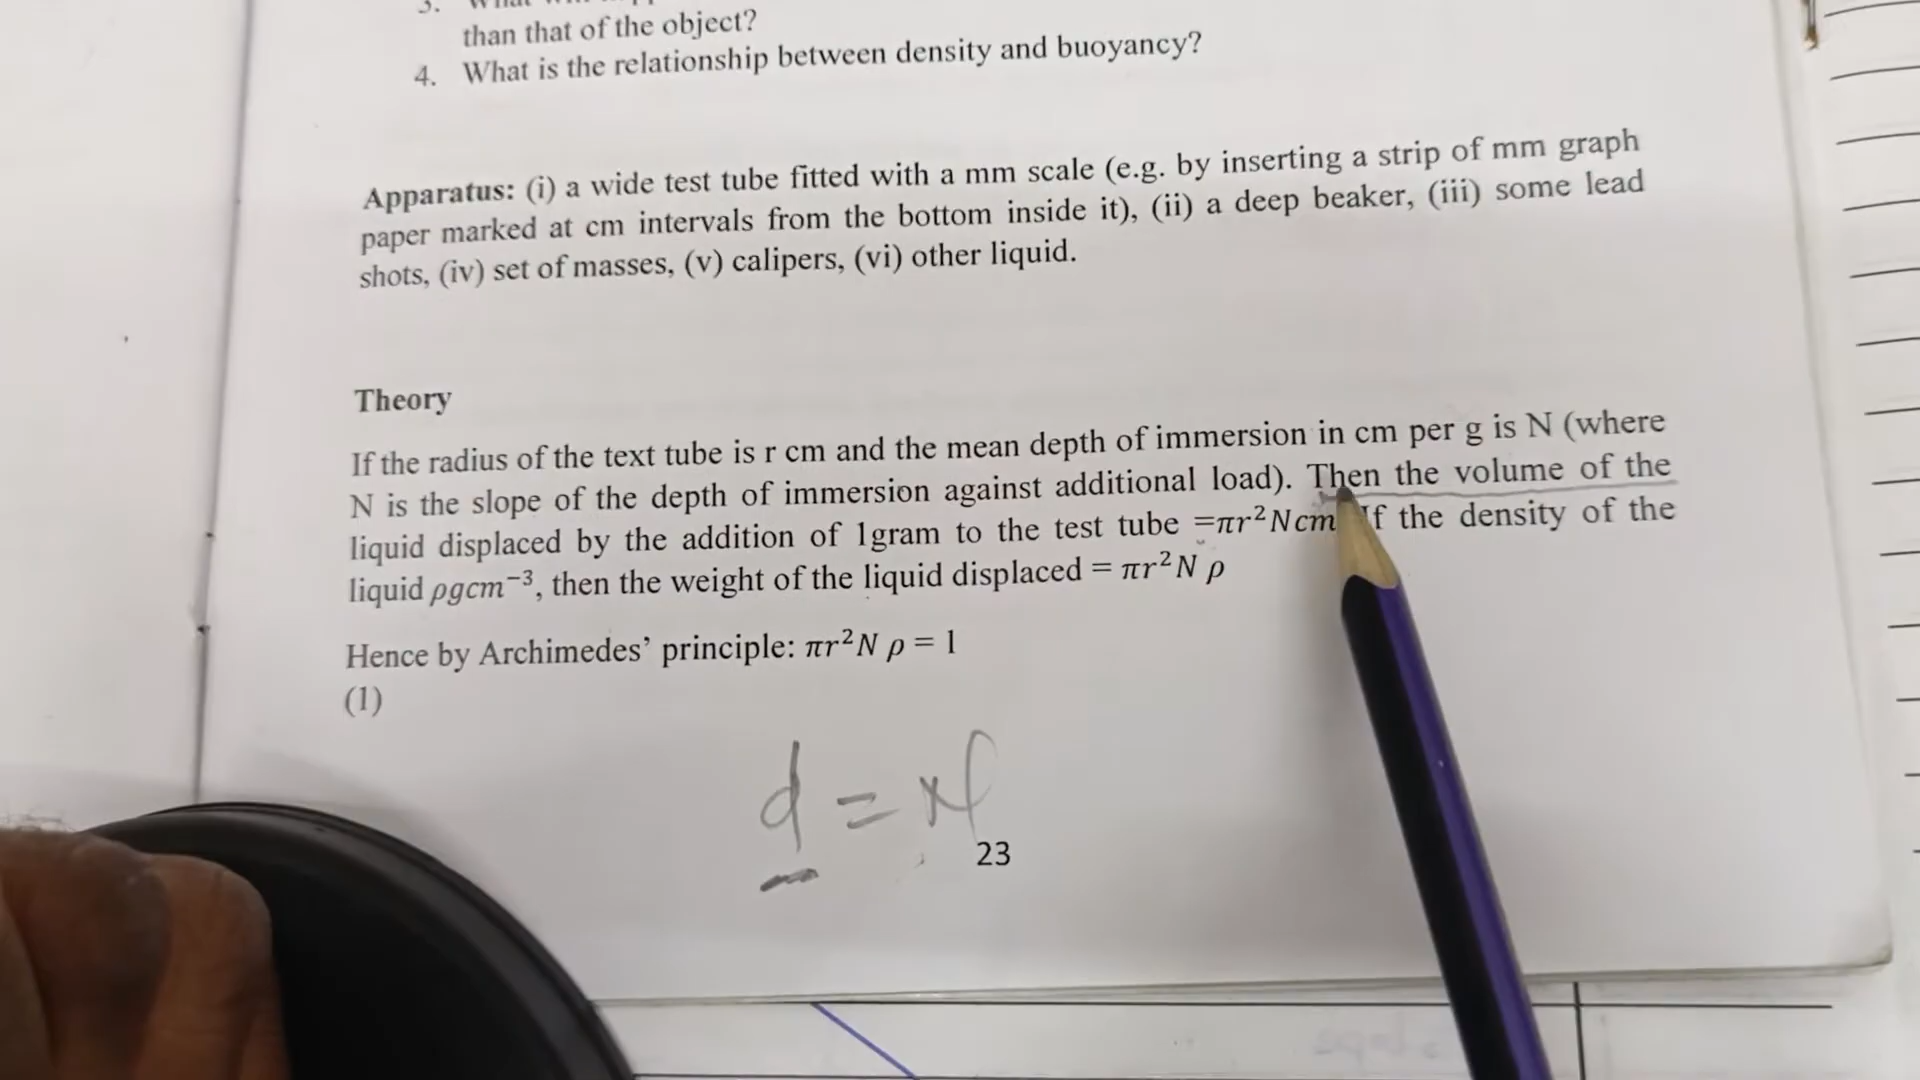 3.
than that of the object?
4. What is the relationship between density and buoyancy?
Apparatus: (i) a wide test tube fitted with a mm scale (e.g. by inserting a strip of mm graph
paper marked at cm intervals from the bottom inside it), (ii) a deep beaker, (iii) some lead
shots, (iv) set of masses, (v) calipers, (vi) other liquid.
Theory
If the radius of the text tube is r cm and the mean depth of immersion in cm per g is N (where
N is the slope of the depth of immersion against additional load). Then the volume of the
liquid displaced by the addition of 1gram to the test tube =πr²Ncm If the density of the
liquid ρgcm⁻³, then the weight of the liquid displaced = πr²N ρ
Hence by Archimedes' principle: πr²N ρ = 1
(1)
d =
23